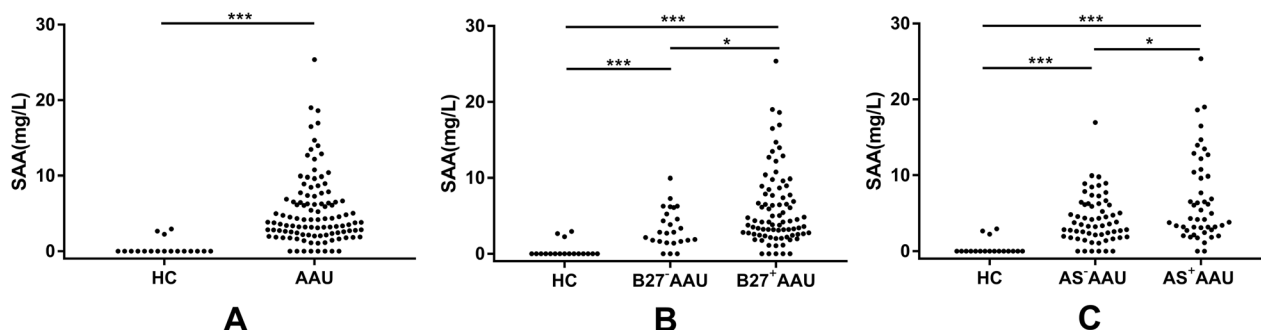 ***
30
20
10
0
SAA(mg/L)
HC
AAU
A
***
*
***
30
20
10
0
SAA(mg/L)
HC
B27⁻AAU
B27⁺AAU
B
***
*
***
30
20
10
0
SAA(mg/L)
HC
AS⁻AAU
AS⁺AAU
C